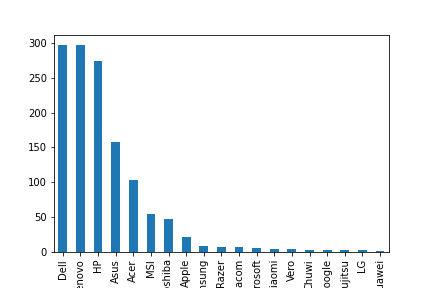 300
250
200
150
100
50
0
Dell
enovo
HP
Asus
Acer
MSI
shiba
Apple
nsung
Razer
acom
rosoft
iaomi
Vero
Chuwi
oogle
ujitsu
LG
uawei